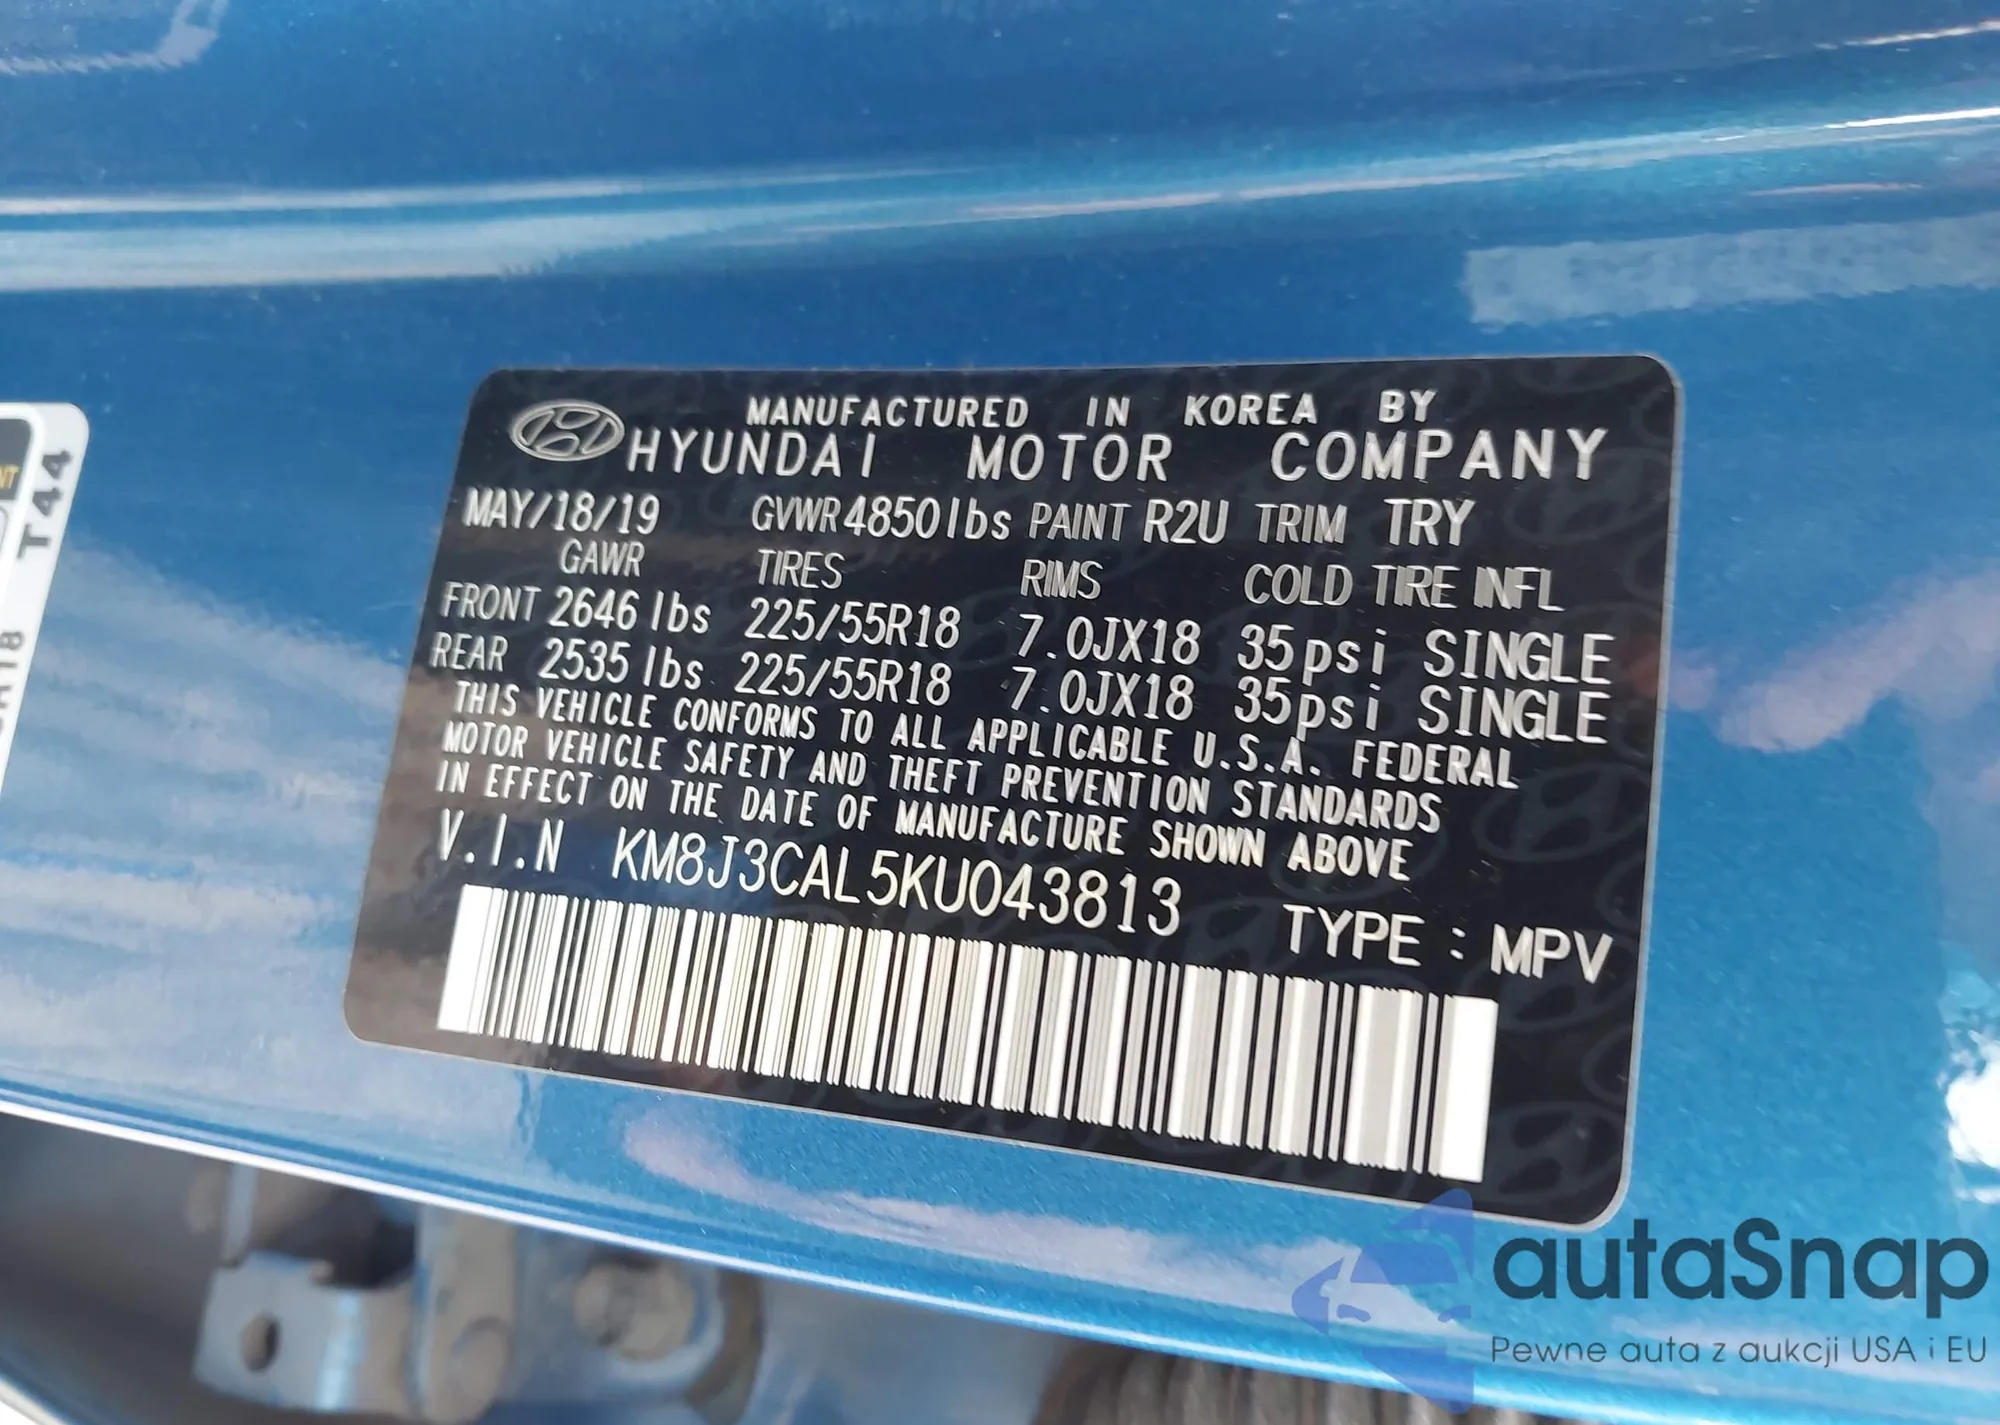 MANUFACTURED IN KOREA BY
HYUNDAI MOTOR COMPANY
MAY/18/19 GVWR 4850lbs PAINT R2U TRIM TRY
GAWR TIRES RIMS COLD TIRE INFL
FRONT 2646 lbs 225/55R18 7.0JX18 35psi SINGLE
REAR 2535 lbs 225/55R18 7.0JX18 35psi SINGLE
THIS VEHICLE CONFORMS TO ALL APPLICABLE U.S.A. FEDERAL
MOTOR VEHICLE SAFETY AND THEFT PREVENTION STANDARDS
IN EFFECT ON THE DATE OF MANUFACTURE SHOWN ABOVE
V.I.N KM8J3CAL5KU043813 TYPE : MPV
T44
autaSnap
Pewne auta z aukcji USA i EU